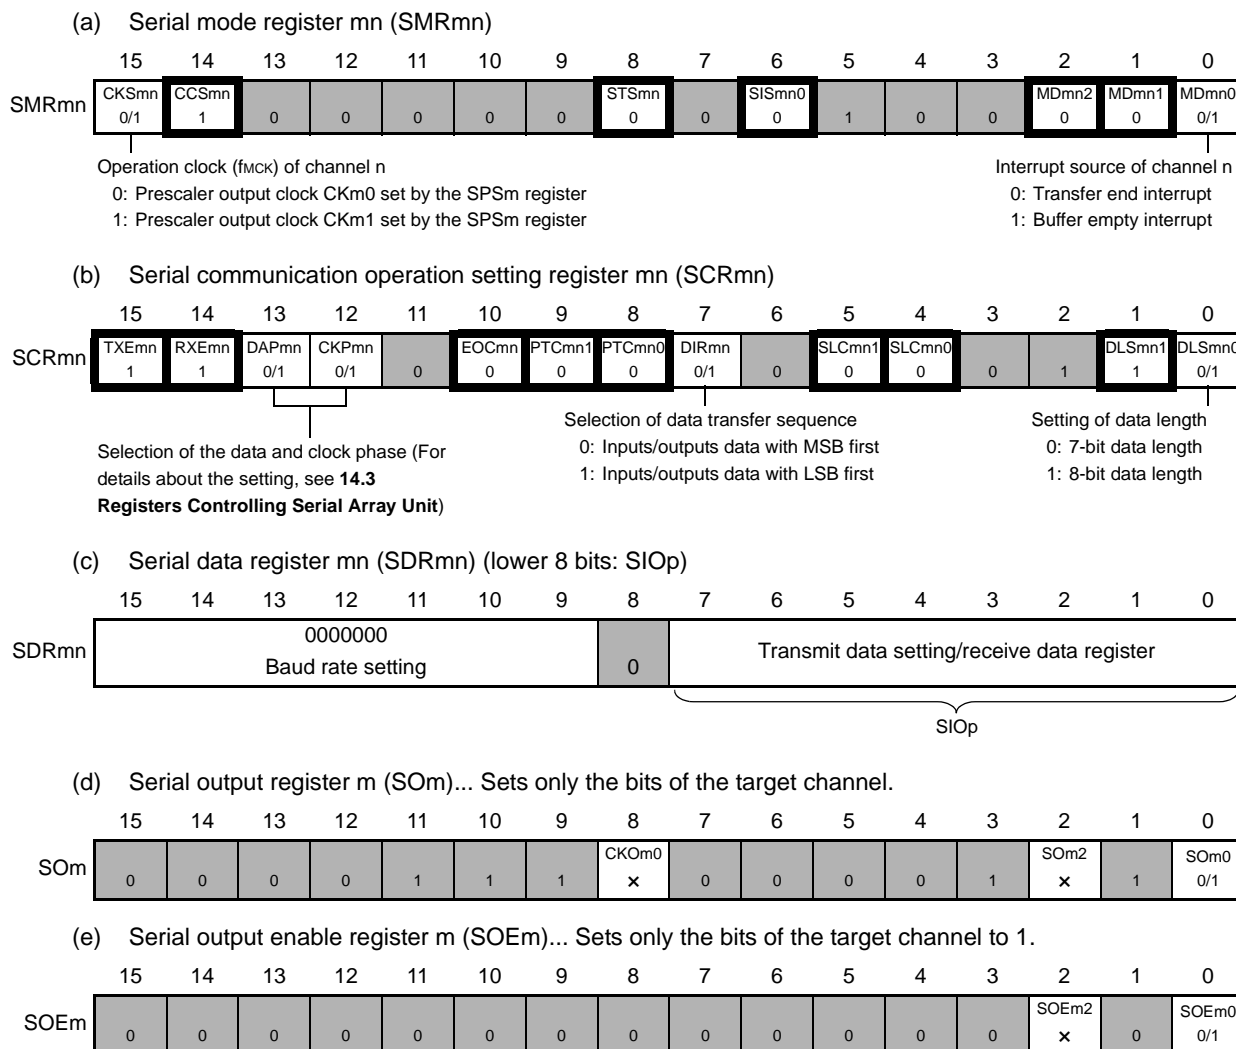 (a) Serial mode register mn (SMRmn)
15 14 13 12 11 10 9 8 7 6 5 4 3 2 1 0
CKSmn CCSmn STSmn SISmn0 MDmn2 MDmn1 MDmn0
SMRmn 0/1 1 0 0 0 0 0 0 0 0 1 0 0 0 0 0/1
Operation clock (fMCK) of channel n
0: Prescaler output clock CKm0 set by the SPSm register
1: Prescaler output clock CKm1 set by the SPSm register
Interrupt source of channel n
0: Transfer end interrupt
1: Buffer empty interrupt
(b) Serial communication operation setting register mn (SCRmn)
15 14 13 12 11 10 9 8 7 6 5 4 3 2 1 0
TXEmn RXEmn DAPmn CKPmn EOCmn PTCmn1 PTCmn0 DIRmn SLCmn1 SLCmn0 DLSmn1 DLSmn0
SCRmn 1 1 0/1 0/1 0 0 0 0 0/1 0 0 0 0 1 1 0/1
Selection of the data and clock phase (For
details about the setting, see 14.3
Registers Controlling Serial Array Unit)
Selection of data transfer sequence
0: Inputs/outputs data with MSB first
1: Inputs/outputs data with LSB first
Setting of data length
0: 7-bit data length
1: 8-bit data length
(c) Serial data register mn (SDRmn) (lower 8 bits: SIOp)
15 14 13 12 11 10 9 8 7 6 5 4 3 2 1 0
SDRmn
0000000
Baud rate setting
0
Transmit data setting/receive data register
SIOp
(d) Serial output register m (SOm)... Sets only the bits of the target channel.
15 14 13 12 11 10 9 8 7 6 5 4 3 2 1 0
CKOm0 SOm2 SOm0
SOm 0 0 0 0 1 1 1 × 0 0 0 0 1 × 1 0/1
(e) Serial output enable register m (SOEm)... Sets only the bits of the target channel to 1.
15 14 13 12 11 10 9 8 7 6 5 4 3 2 1 0
SOEm2 SOEm0
SOEm 0 0 0 0 0 0 0 0 0 0 0 0 0 × 0 0/1